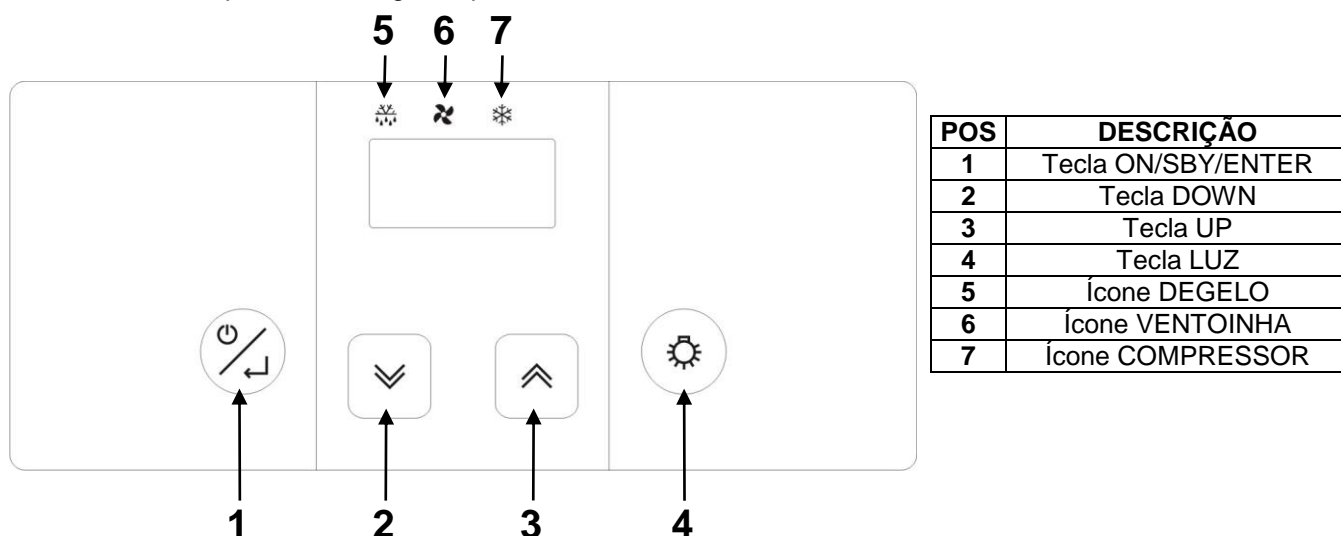 5 6 7
POS DESCRIÇÃO
1 Tecla ON/SBY/ENTER
2 Tecla DOWN
3 Tecla UP
4 Tecla LUZ
5 Ícone DEGELO
6 Ícone VENTOINHA
7 Ícone COMPRESSOR
1 2 3 4